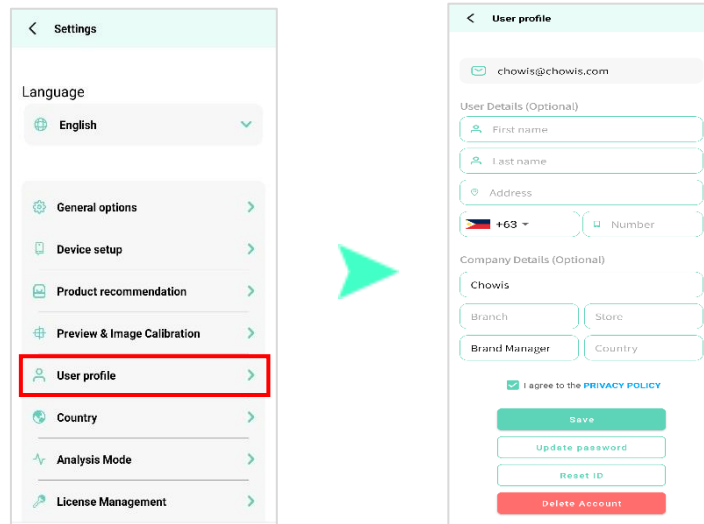 Settings
Language
English
General options
Device setup
Product recommendation
Preview & Image Calibration
User profile
Country
Analysis Mode
License Management
User profile
chowis@chowis.com
User Details (Optional)
First name
Last name
Address
+63
Number
Company Details (Optional)
Chowis
Branch
Store
Brand Manager
Country
I agree to the PRIVACY POLICY
Save
Update password
Reset ID
Delete Account